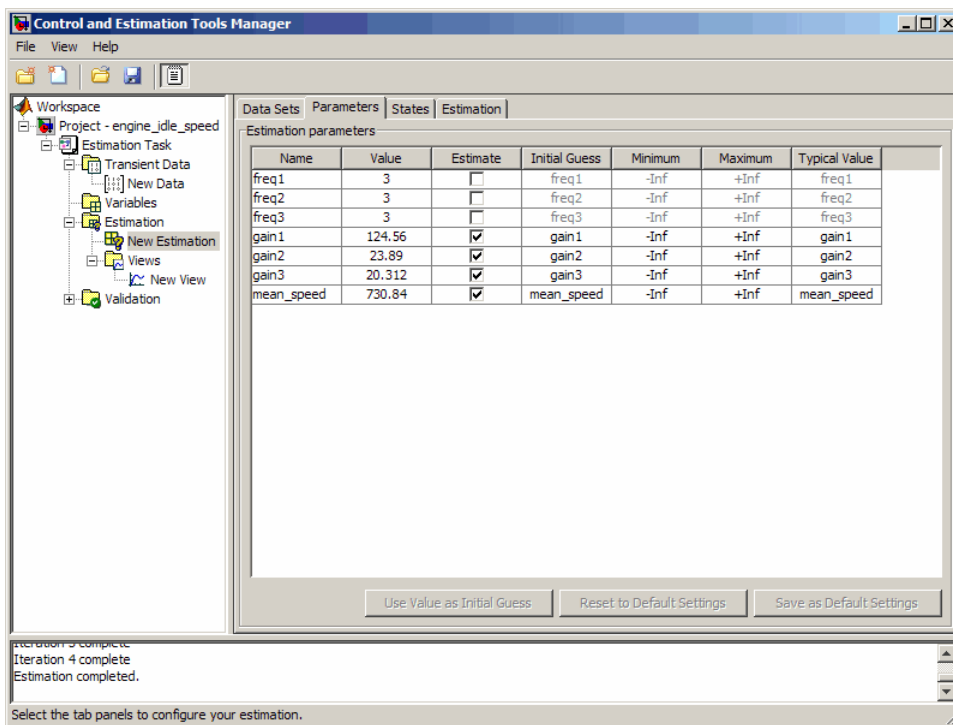 Control and Estimation Tools Manager
File View Help
Workspace
Project - engine_idle_speed
Estimation Task
Transient Data
New Data
Variables
Estimation
New Estimation
Views
New View
Validation
Data Sets Parameters States Estimation
Estimation parameters
Name Value Estimate Initial Guess Minimum Maximum Typical Value
freq1 3 freq1 -Inf +Inf freq1
freq2 3 freq2 -Inf +Inf freq2
freq3 3 freq3 -Inf +Inf freq3
gain1 124.56 gain1 -Inf +Inf gain1
gain2 23.89 gain2 -Inf +Inf gain2
gain3 20.312 gain3 -Inf +Inf gain3
mean_speed 730.84 mean_speed -Inf +Inf mean_speed
Use Value as Initial Guess Reset to Default Settings Save as Default Settings
Iteration 3 complete
Iteration 4 complete
Estimation completed.
Select the tab panels to configure your estimation.